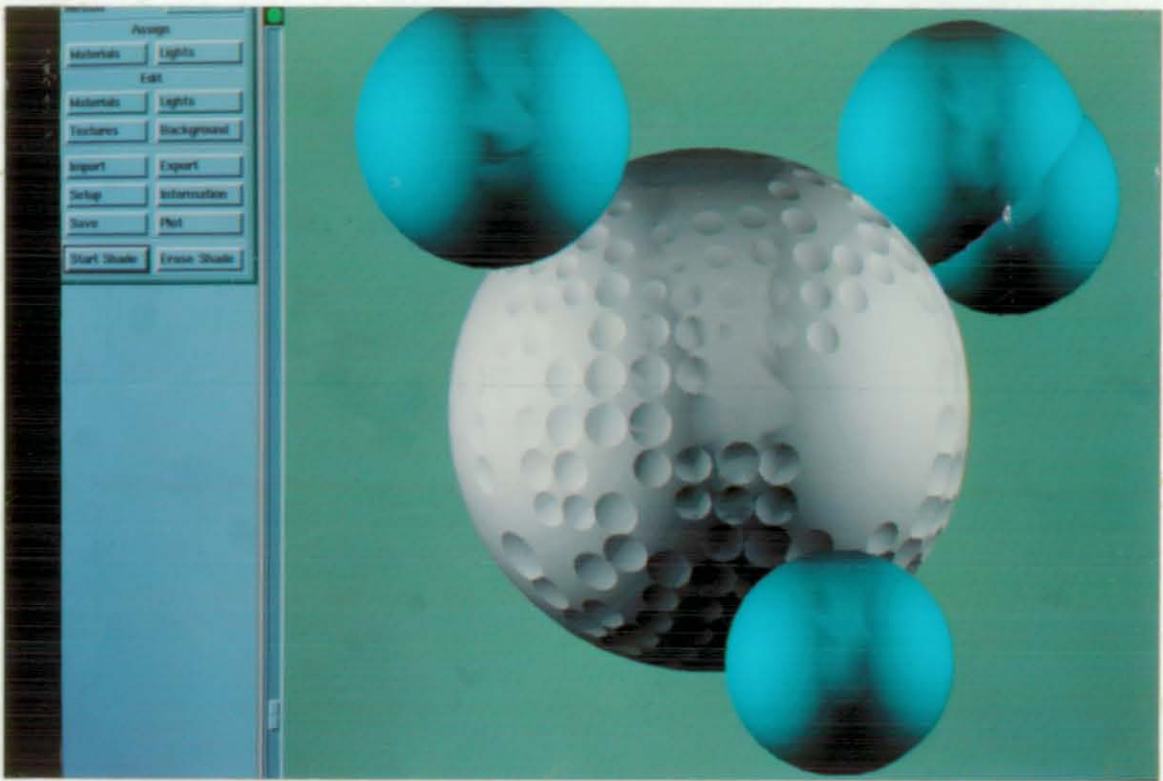 Assign
Materials Lights
Edit
Materials Lights
Textures Background
Import Export
Setup Information
Save Plot
Start Shade Erase Shade